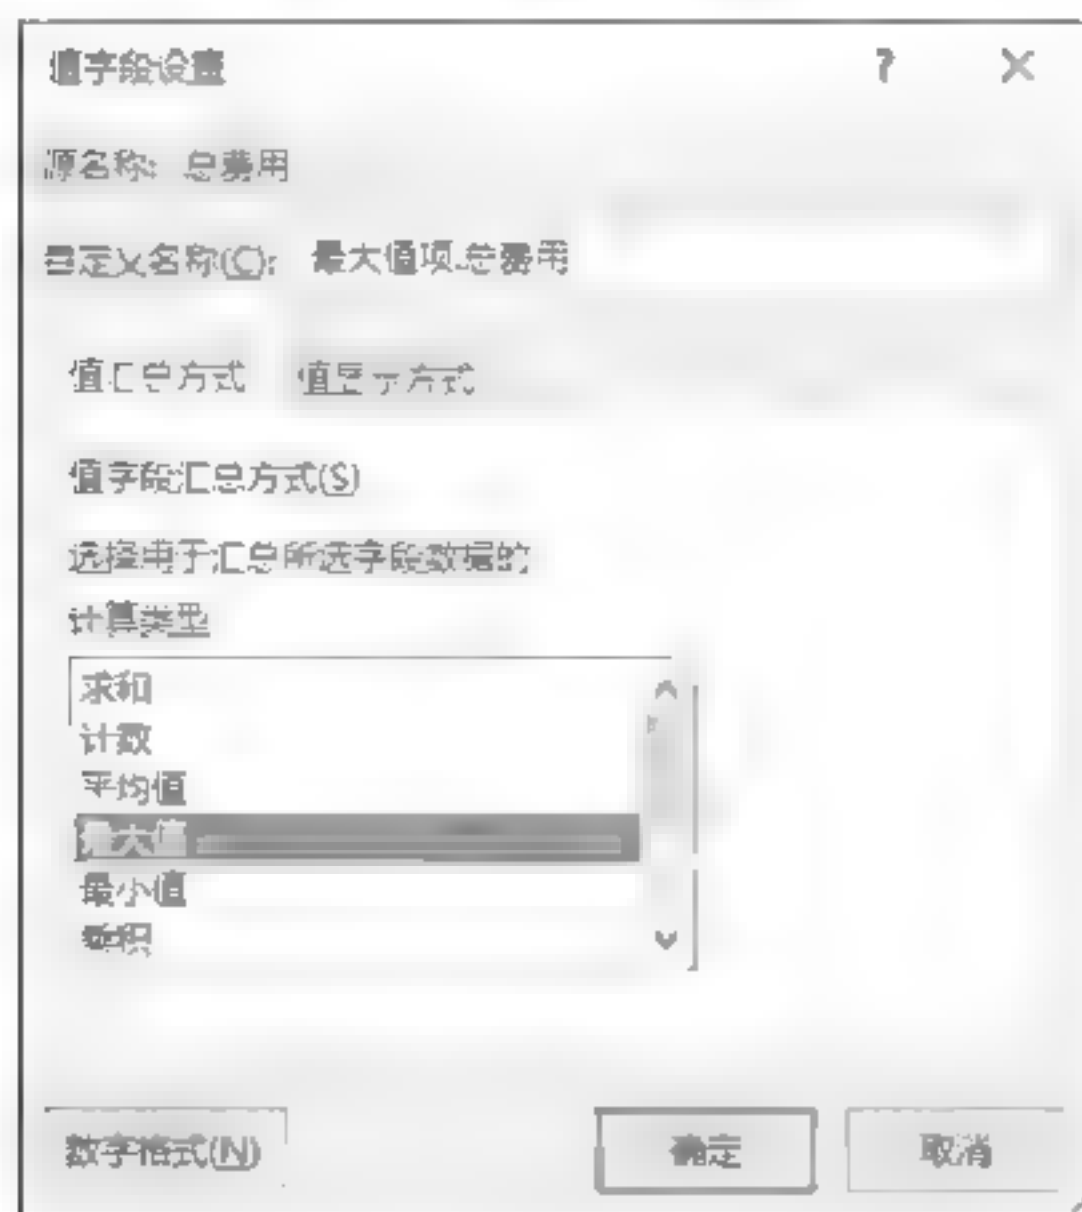 值字段设置
源名称: 总费用
自定义名称(C): 最大值项:总费用
值汇总方式 值显示方式
值字段汇总方式(S)
选择用于汇总所选字段数据的
计算类型
求和
计数
平均值
最大值
最小值
乘积
数字格式(N) 确定 取消